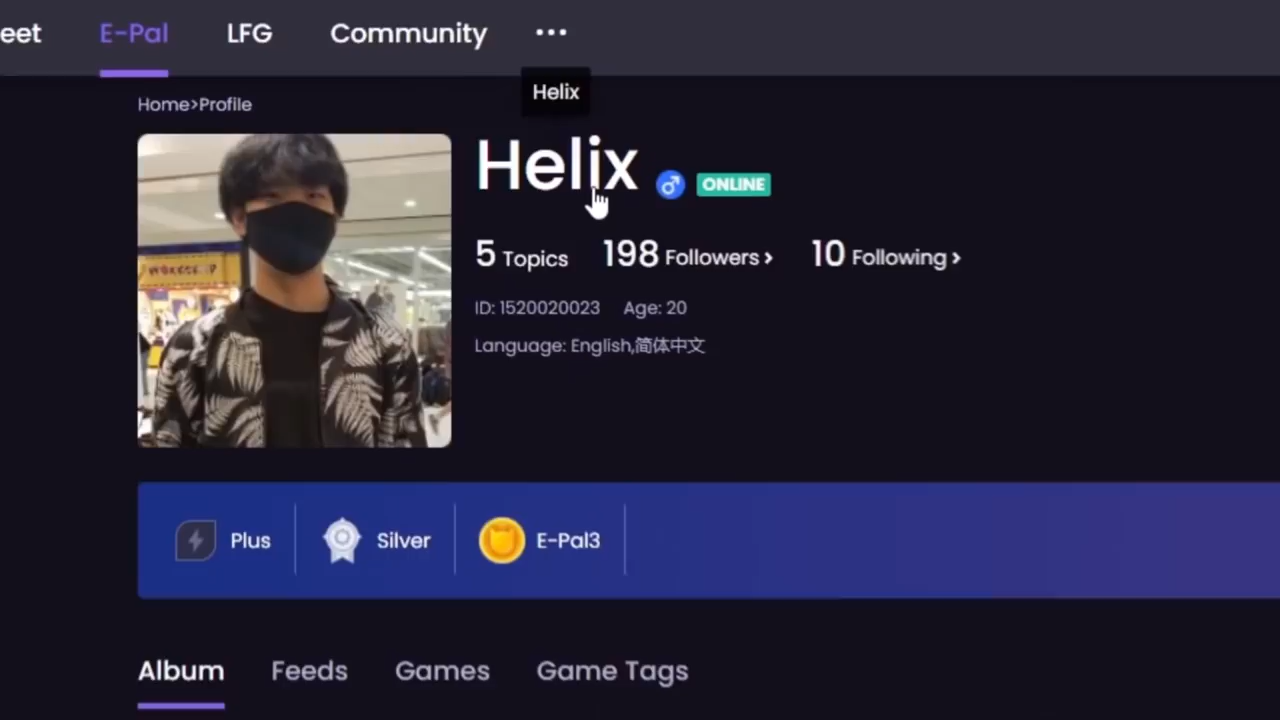 eet E-Pal LFG Community ...
Helix
Home>Profile
Helix ONLINE
5 Topics 198 Followers > 10 Following >
ID: 1520020023 Age: 20
Language: English,简体中文
Plus Silver E-Pal3
Album Feeds Games Game Tags